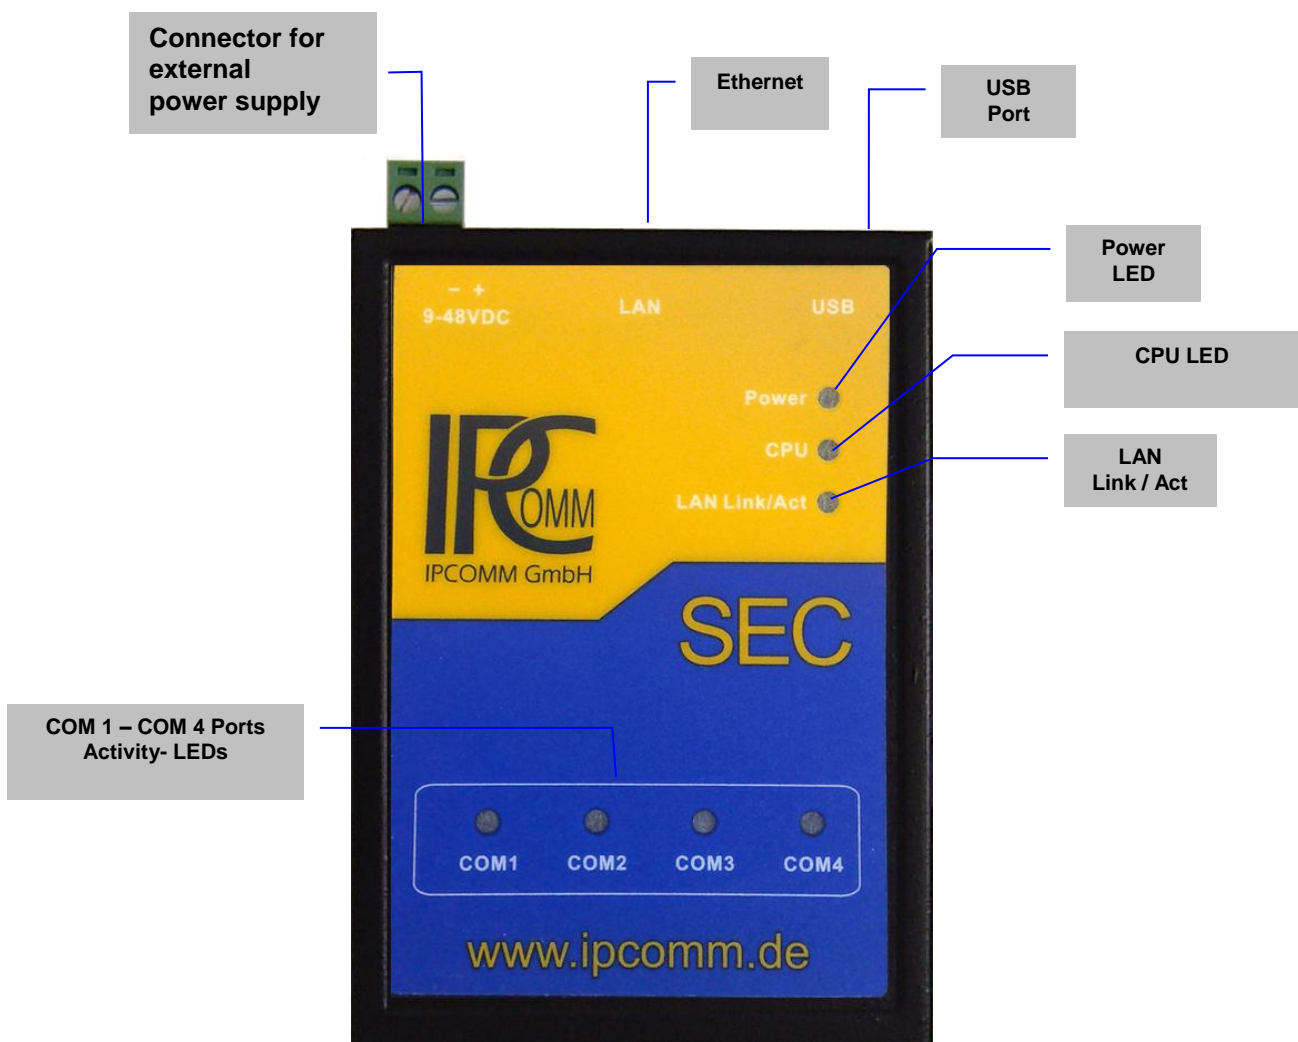 Connector for
external
power supply
Ethernet
USB
Port
Power
LED
CPU LED
LAN
Link / Act
COM 1 – COM 4 Ports
Activity- LEDs
– +
9-48VDC
LAN
USB
Power
CPU
LAN Link/Act
IPCOMM
IPCOMM GmbH
SEC
COM1
COM2
COM3
COM4
www.ipcomm.de